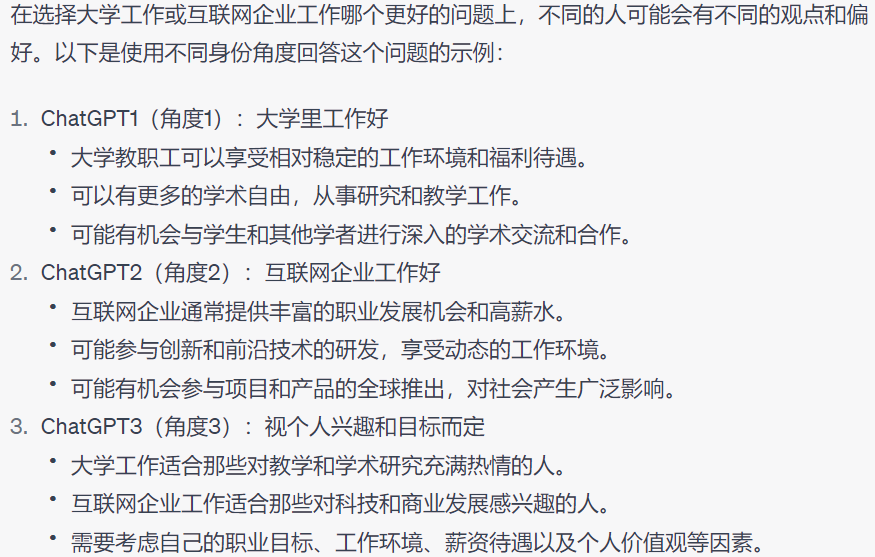 在选择大学工作或互联网企业工作哪个更好的问题上，不同的人可能会有不同的观点和偏
好。以下是使用不同身份角度回答这个问题的示例：
1. ChatGPT1（角度1）：大学里工作好
• 大学教职工可以享受相对稳定的工作环境和福利待遇。
• 可以有更多的学术自由，从事研究和教学工作。
• 可能有机会与学生和其他学者进行深入的学术交流和合作。
2. ChatGPT2（角度2）：互联网企业工作好
• 互联网企业通常提供丰富的职业发展机会和高薪水。
• 可能参与创新和前沿技术的研发，享受动态的工作环境。
• 可能有机会参与项目和产品的全球推出，对社会产生广泛影响。
3. ChatGPT3（角度3）：视个人兴趣和目标而定
• 大学工作适合那些对教学和学术研究充满热情的人。
• 互联网企业工作适合那些对科技和商业发展感兴趣的人。
• 需要考虑自己的职业目标、工作环境、薪资待遇以及个人价值观等因素。